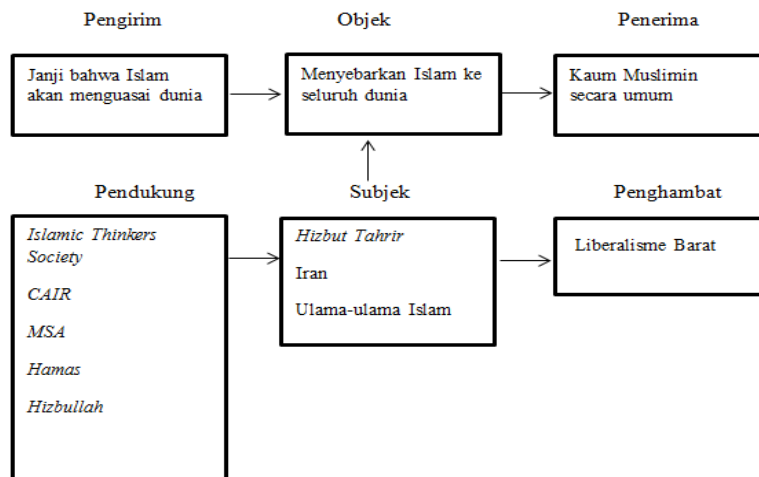 Pengirim
Objek
Penerima
Janji bahwa Islam
akan menguasai dunia
Menyebarkan Islam ke
seluruh dunia
Kaum Muslimin
secara umum
Pendukung
Subjek
Penghambat
Islamic Thinkers
Society
CAIR
MSA
Hamas
Hizbullah
Hizbut Tahrir
Iran
Ulama-ulama Islam
Liberalisme Barat